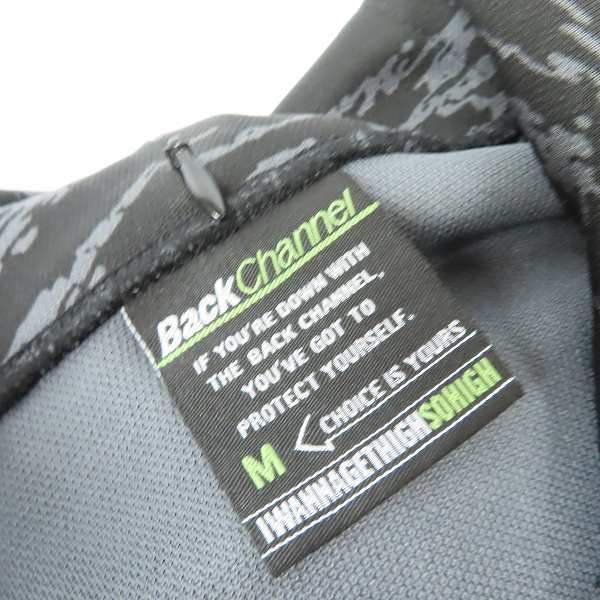 BackChannel
IF YOU'RE DOWN WITH
THE BACK CHANNEL,
YOU'VE GOT TO
PROTECT YOURSELF.
M CHOICE IS YOURS
IWANNAGETHIGHSOHIGH